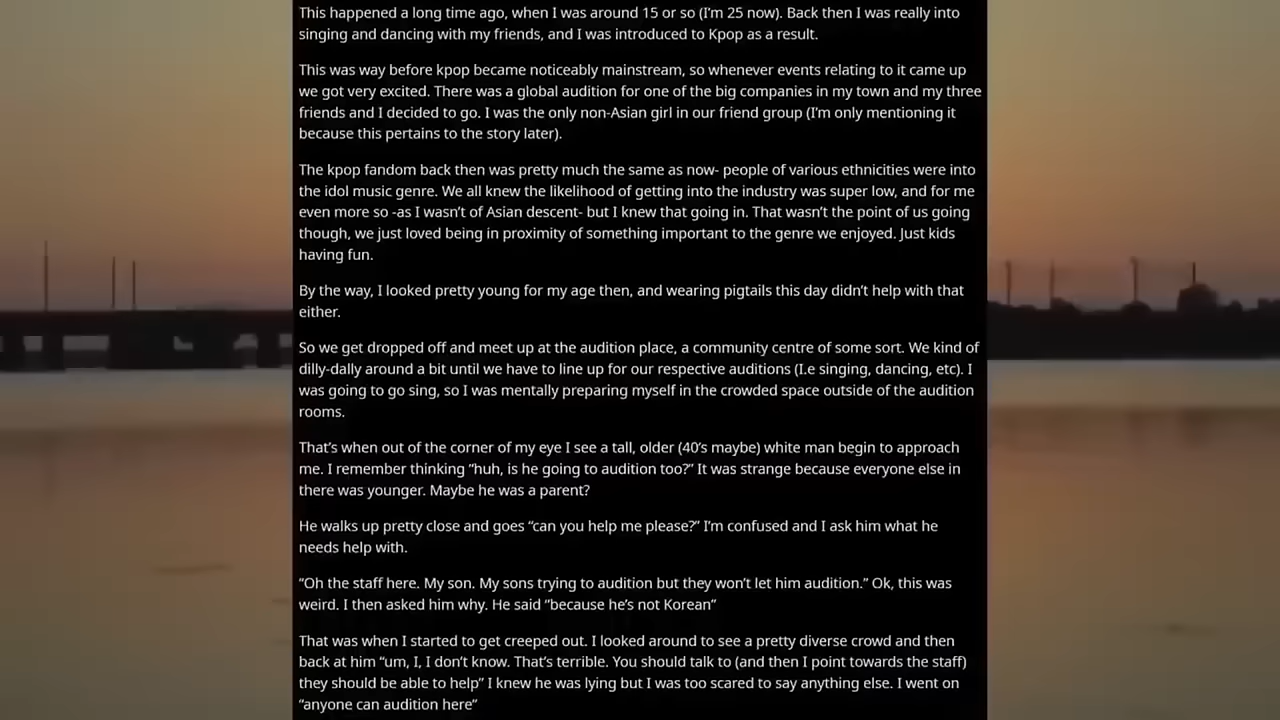 This happened a long time ago, when I was around 15 or so (I'm 25 now). Back then I was really into
singing and dancing with my friends, and I was introduced to Kpop as a result.
This was way before kpop became noticeably mainstream, so whenever events relating to it came up
we got very excited. There was a global audition for one of the big companies in my town and my three
friends and I decided to go. I was the only non-Asian girl in our friend group (I'm only mentioning it
because this pertains to the story later).
The kpop fandom back then was pretty much the same as now- people of various ethnicities were into
the idol music genre. We all knew the likelihood of getting into the industry was super low, and for me
even more so -as I wasn't of Asian descent- but I knew that going in. That wasn't the point of us going
though, we just loved being in proximity of something important to the genre we enjoyed. Just kids
having fun.
By the way, I looked pretty young for my age then, and wearing pigtails this day didn't help with that
either.
So we get dropped off and meet up at the audition place, a community centre of some sort. We kind of
dilly-dally around a bit until we have to line up for our respective auditions (I.e singing, dancing, etc). I
was going to go sing, so I was mentally preparing myself in the crowded space outside of the audition
rooms.
That's when out of the corner of my eye I see a tall, older (40's maybe) white man begin to approach
me. I remember thinking "huh, is he going to audition too?" It was strange because everyone else in
there was younger. Maybe he was a parent?
He walks up pretty close and goes "can you help me please?" I'm confused and I ask him what he
needs help with.
"Oh the staff here. My son. My sons trying to audition but they won't let him audition." Ok, this was
weird. I then asked him why. He said "because he's not Korean"
That was when I started to get creeped out. I looked around to see a pretty diverse crowd and then
back at him "um, I, I don't know. That's terrible. You should talk to (and then I point towards the staff)
they should be able to help" I knew he was lying but I was too scared to say anything else. I went on
"anyone can audition here"